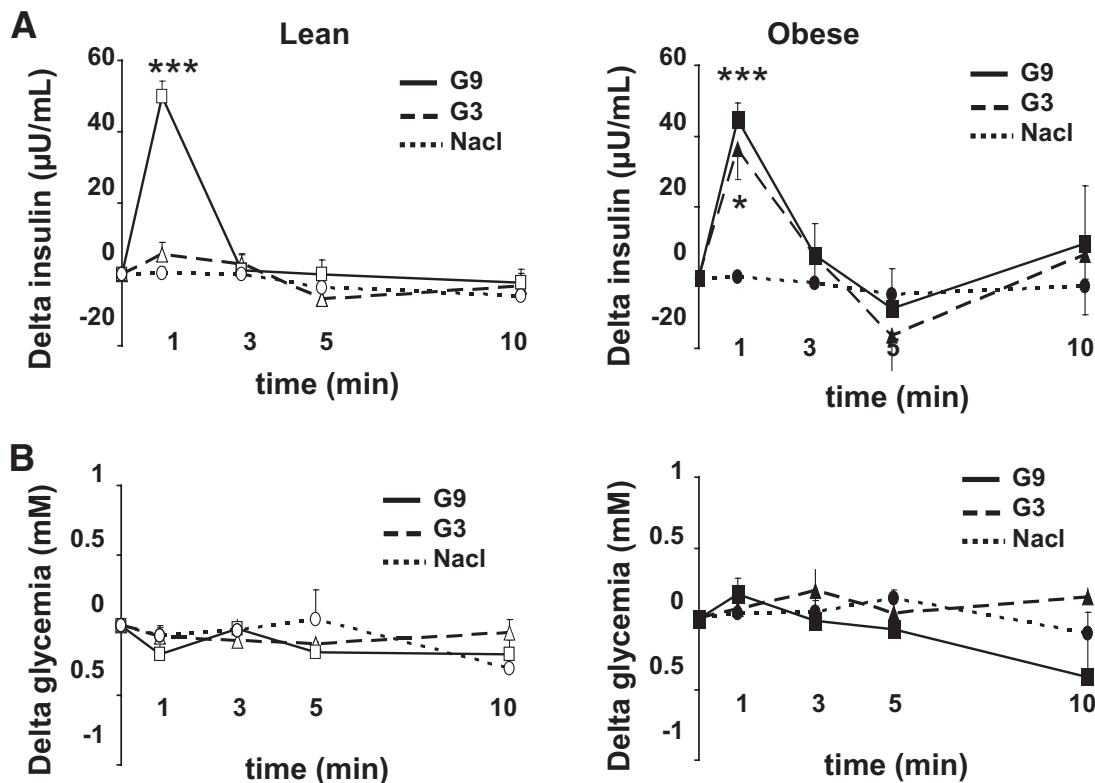 A
Lean
60
40
20
0
-20
Delta insulin (µU/mL)
***
G9
G3
Nacl
1 3 5 10
time (min)
Obese
60
40
20
0
-20
Delta insulin (µU/mL)
***
*
G9
G3
Nacl
1 3 5 10
time (min)
B
1
0.5
0
0.5
-1
Delta glycemia (mM)
G9
G3
Nacl
1 3 5 10
time (min)
1
0.5
0
0.5
-1
Delta glycemia (mM)
G9
G3
Nacl
1 3 5 10
time (min)